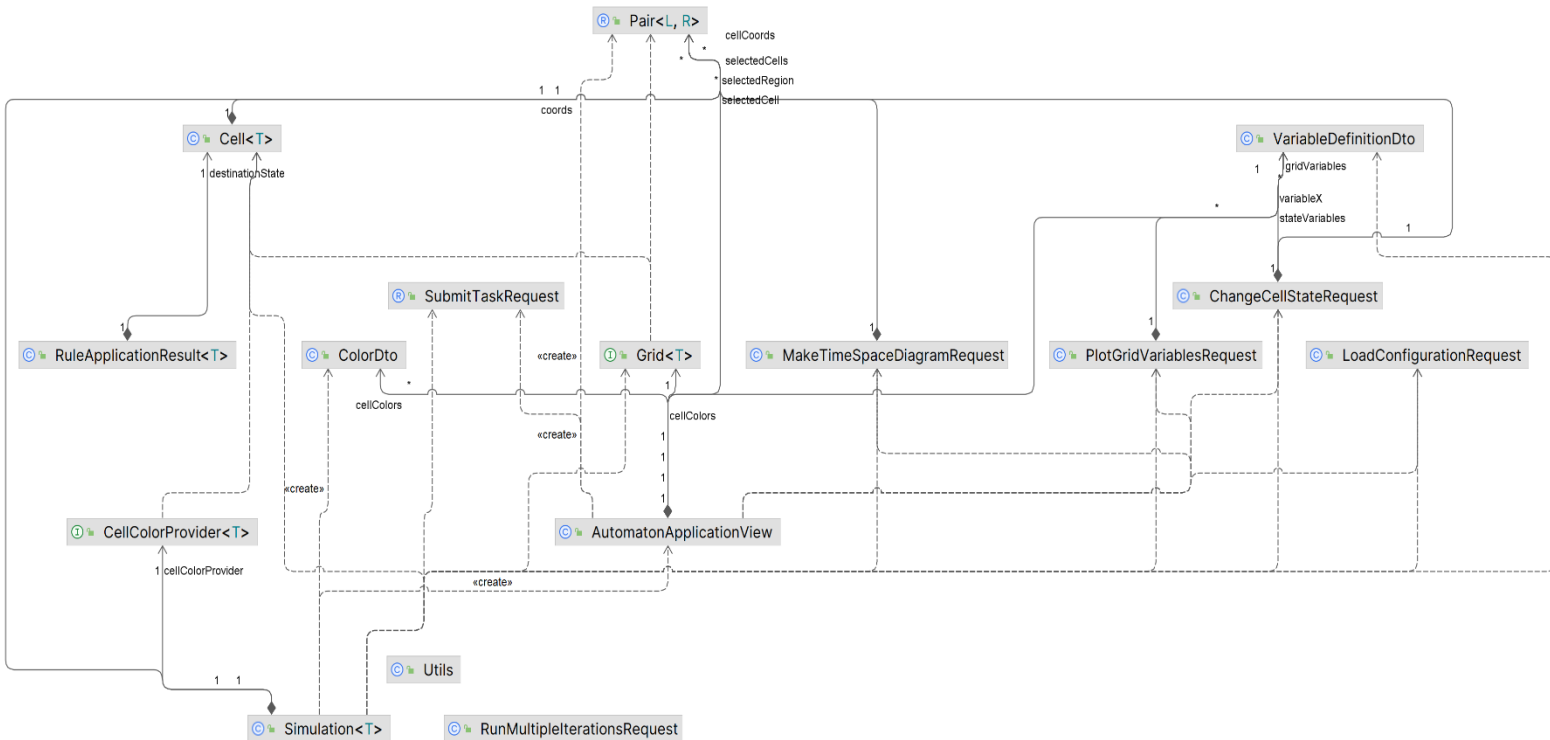 Pair<L, R>
cellCoords
*
*
selectedCells
* selectedRegion
1 1
selectedCell
coords
1
1
Cell<T>
VariableDefinitionDto
1 destinationState
1
gridVariables
*
variableX
*
stateVariables
1
1
SubmitTaskRequest
ChangeCellStateRequest
1
1
1
RuleApplicationResult<T>
ColorDto
«create»
Grid<T>
MakeTimeSpaceDiagramRequest
PlotGridVariablesRequest
LoadConfigurationRequest
*
1
cellColors
cellColors
«create»
1
1
1
«create»
1
CellColorProvider<T>
AutomatonApplicationView
1 cellColorProvider
«create»
Utils
1 1
Simulation<T>
RunMultipleIterationsRequest